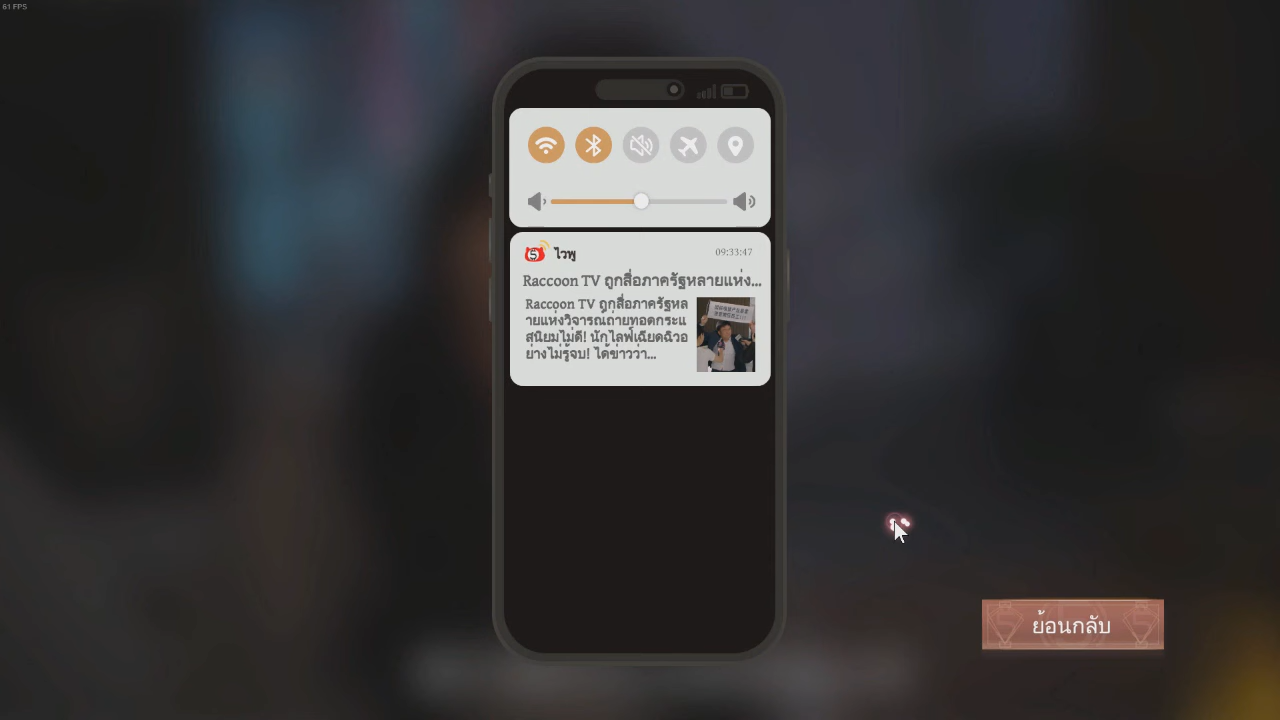 61 FPS
ไวพู
09:33:47
Raccoon TV ถูกสื่อภาครัฐหลายแห่ง...
Raccoon TV ถูกสื่อภาครัฐหล
ายแห่งวิจารณ์ถ่ายทอดกระแ
สนิยมไม่ดี! นักไลฟ์เฉียดฉิวอ
ย่างไม่รู้จบ! ได้ข่าวว่า...
ย้อนกลับ